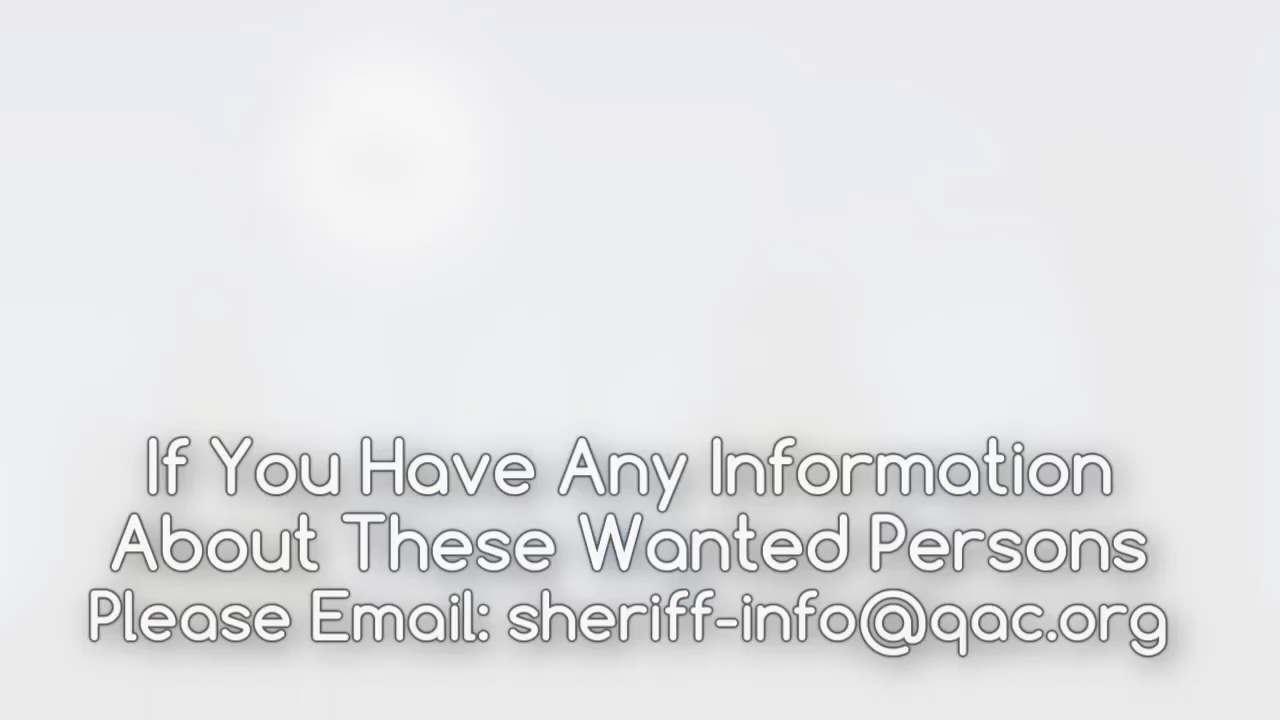 If You Have Any Information
About These Wanted Persons
Please Email: sheriff-info@qac.org